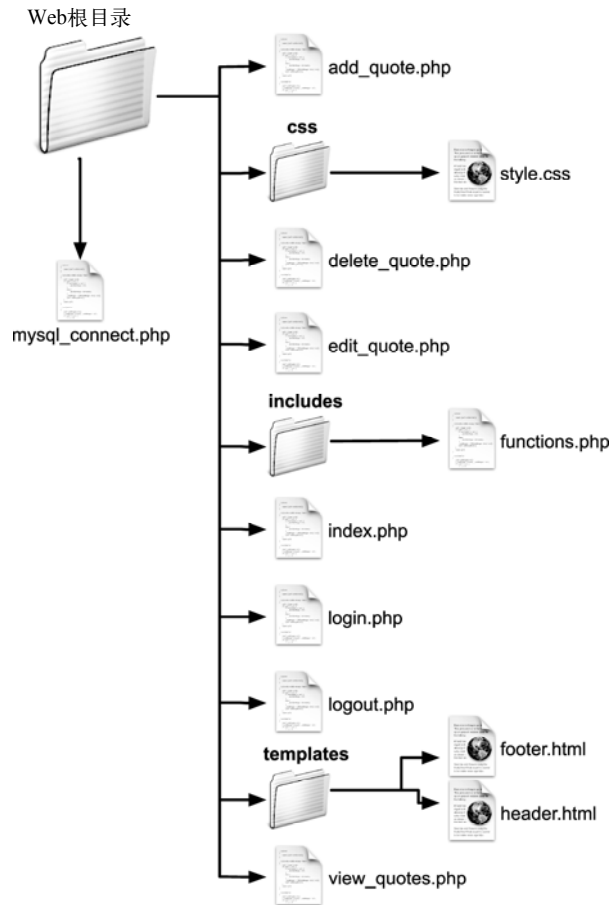 Web根目录
add_quote.php
css
style.css
delete_quote.php
mysql_connect.php
edit_quote.php
includes
functions.php
index.php
login.php
logout.php
templates
footer.html
header.html
view_quotes.php